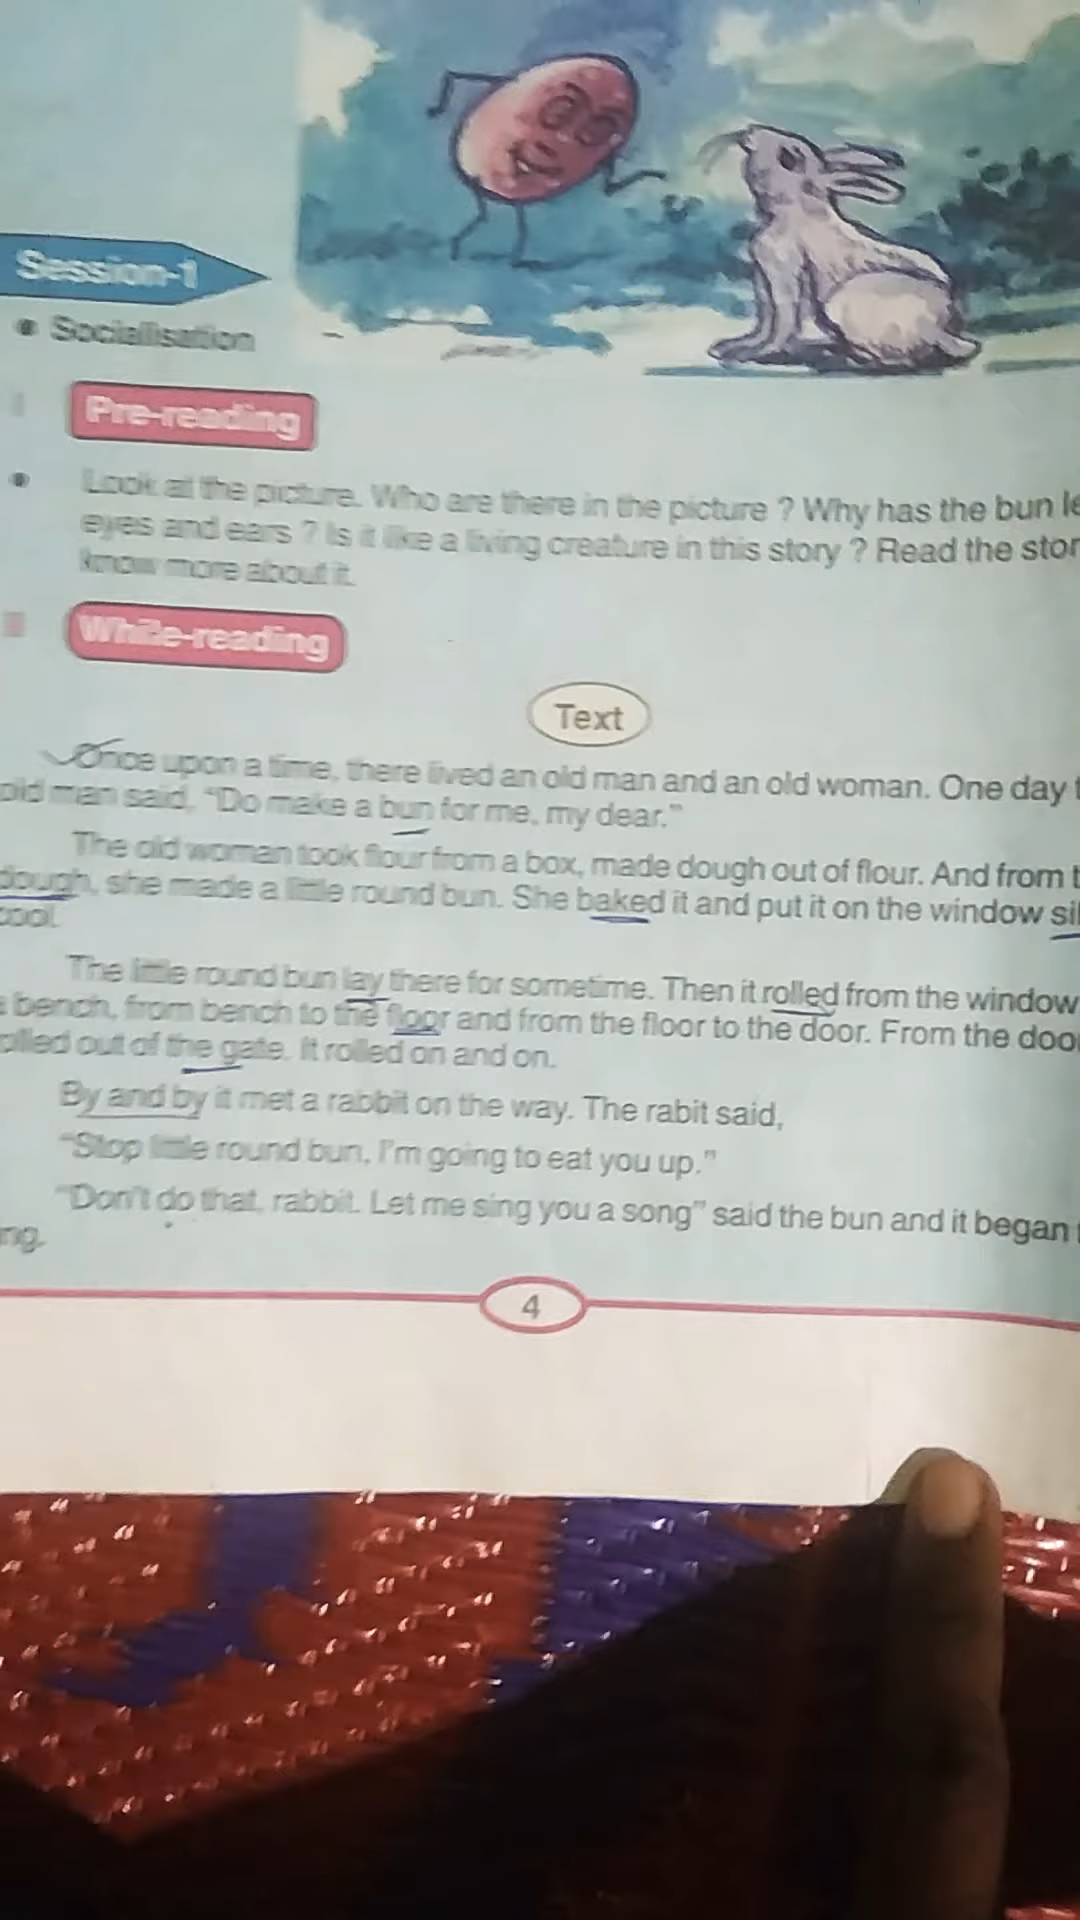 Session-1
• Socialisation
I Pre-reading
• Look at the picture. Who are there in the picture ? Why has the bun le
eyes and ears ? Is it like a living creature in this story ? Read the stor
know more about it.
II While-reading
Text
Once upon a time, there lived an old man and an old woman. One day t
old man said, "Do make a bun for me, my dear."
The old woman took flour from a box, made dough out of flour. And from t
dough, she made a little round bun. She baked it and put it on the window sil
cool.
The little round bun lay there for sometime. Then it rolled from the window
bench, from bench to the floor and from the floor to the door. From the doo
olled out of the gate. It rolled on and on.
By and by it met a rabbit on the way. The rabit said,
"Stop little round bun, I'm going to eat you up."
"Don't do that, rabbit. Let me sing you a song" said the bun and it began
ng.
4